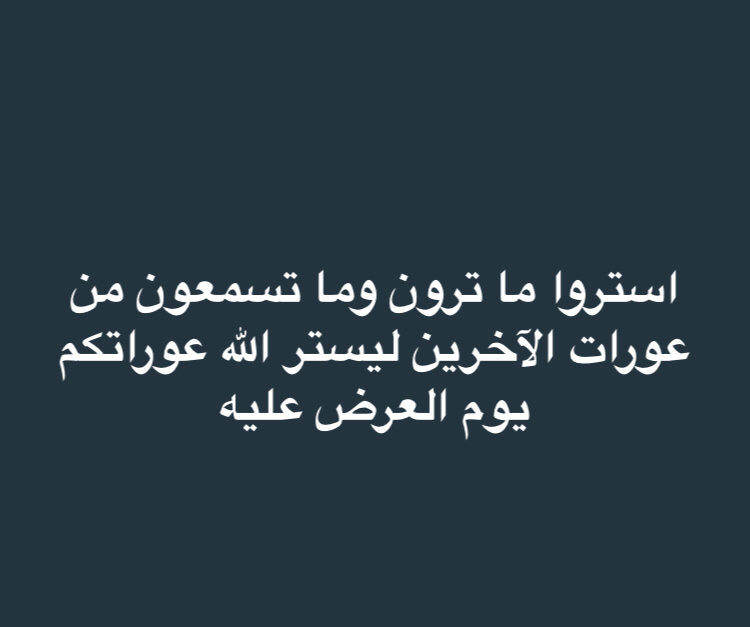 استروا ما ترون وما تسمعون من
عورات الآخرين ليستر الله عوراتكم
يوم العرض عليه